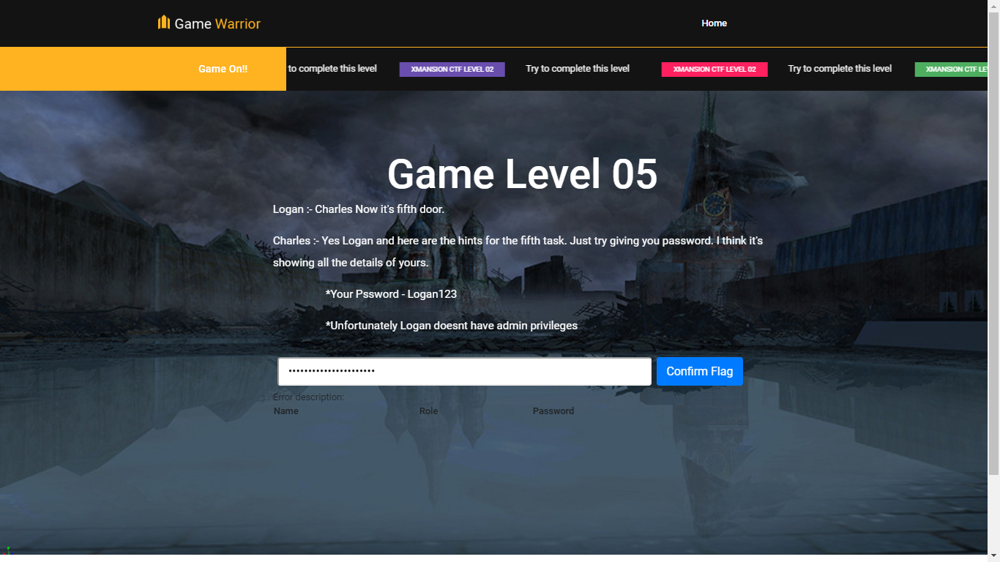 Game Warrior
Home
Game On!!
to complete this level
XMANSION CTF LEVEL 02
Try to complete this level
XMANSION CTF LEVEL 02
Try to complete this level
XMANSION CTF
Game Level 05
Logan :- Charles Now it's fifth door.
Charles :- Yes Logan and here are the hints for the fifth task. Just try giving you password. I think it's
showing all the details of yours.
*Your Pssword - Logan123
*Unfortunately Logan doesnt have admin privileges
Confirm Flag
Error description:
Name Role Password